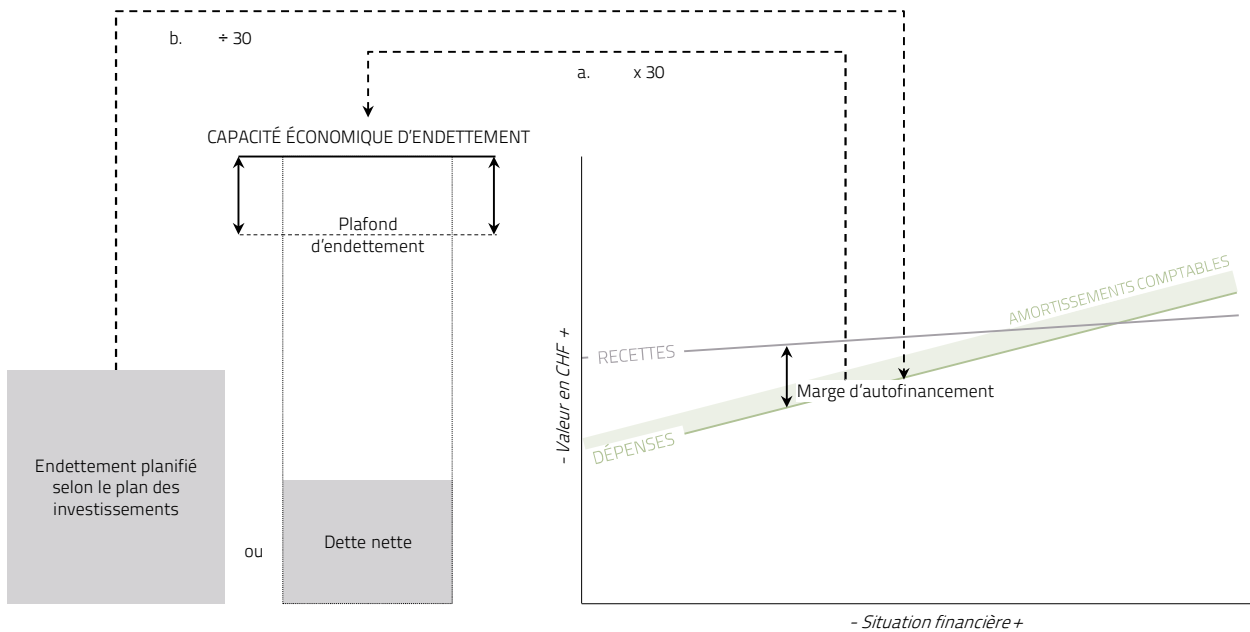 b. ÷ 30
a. x 30
CAPACITÉ ÉCONOMIQUE D'ENDETTEMENT
Plafond
d'endettement
Endettement planifié
selon le plan des
investissements
ou
Dette nette
- Valeur en CHF +
RECETTES
DÉPENSES
AMORTISSEMENTS COMPTABLES
Marge d'autofinancement
- Situation financière +